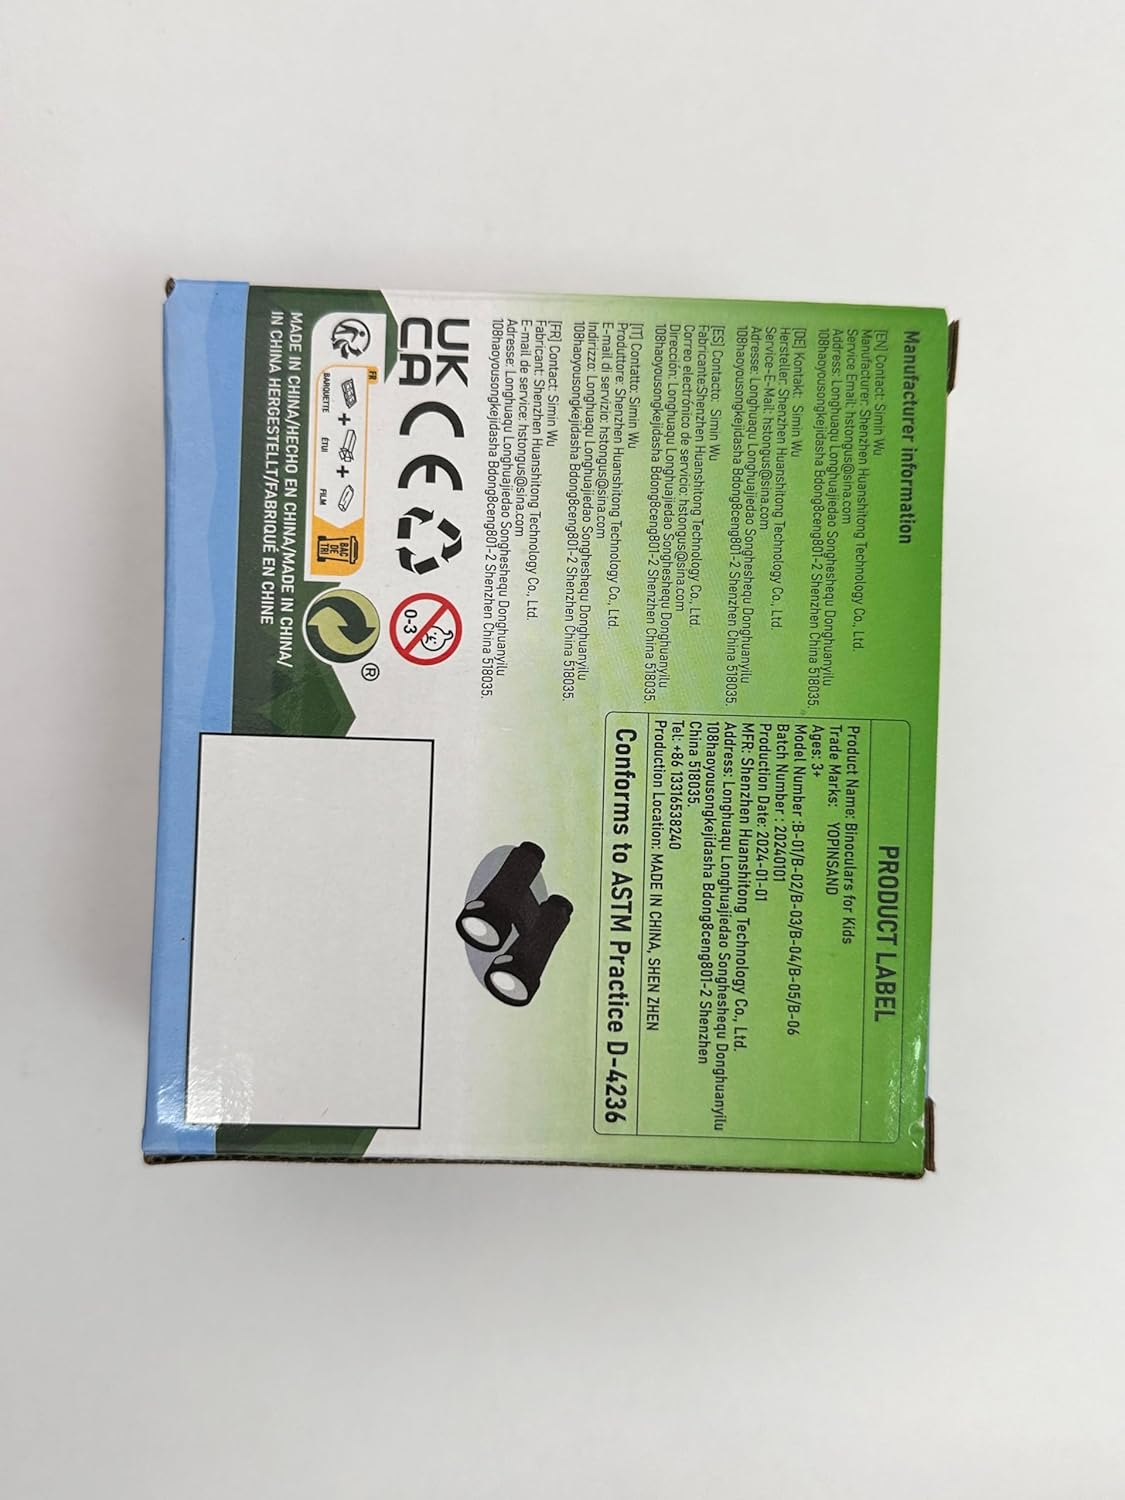 Manufacturer information
[EN] Contact: Simin Wu
Manufacturer: Shenzhen Huanshitong Technology Co., Ltd.
Service Email: hstongus@sina.com
Address: Longhuaqu Longhuajiedao Songheshequ Donghuanyilu
108haoyousongkejidasha Bdong8ceng801-2 Shenzhen China 518035.
[DE] Kontakt: Simin Wu
Hersteller: Shenzhen Huanshitong Technology Co., Ltd.
Service-E-Mail: hstongus@sina.com
Adresse: Longhuaqu Longhuajiedao Songheshequ Donghuanyilu
108haoyousongkejidasha Bdong8ceng801-2 Shenzhen China 518035.
[ES] Contacto: Simin Wu
Fabricante:Shenzhen Huanshitong Technology Co., Ltd.
Correo electrónico de servicio: hstongus@sina.com
Dirección: Longhuaqu Longhuajiedao Songheshequ Donghuanyilu
108haoyousongkejidasha Bdong8ceng801-2 Shenzhen China 518035.
[IT] Contatto: Simin Wu
Produttore: Shenzhen Huanshitong Technology Co., Ltd.
E-mail di servizio: hstongus@sina.com
Indirizzo: Longhuaqu Longhuajiedao Songheshequ Donghuanyilu
108haoyousongkejidasha Bdong8ceng801-2 Shenzhen China 518035.
[FR] Contact: Simin Wu
Fabricant: Shenzhen Huanshitong Technology Co., Ltd.
E-mail de service: hstongus@sina.com
Adresse: Longhuaqu Longhuajiedao Songheshequ Donghuanyilu
108haoyousongkejidasha Bdong8ceng801-2 Shenzhen China 518035.
UK
CA
CE
0-3
FR
BARQUETTE + ÉTUI + FILM
BAC
DE
TRI
®
MADE IN CHINA/HECHO EN CHINA/MADE IN CHINA/
IN CHINA HERGESTELLT/FABRIQUÉ EN CHINE
PRODUCT LABEL
Product Name: Binoculars for Kids
Trade Marks: YOPINSAND
Ages: 3+
Model Number :B-01/B-02/B-03/B-04/B-05/B-06
Batch Number : 20240101
Production Date: 2024-01-01
MFR: Shenzhen Huanshitong Technology Co., Ltd.
Address: Longhuaqu Longhuajiedao Songheshequ Donghuanyilu
108haoyousongkejidasha Bdong8ceng801-2 Shenzhen
China 518035.
Tel: +86 13316538240
Production Location: MADE IN CHINA, SHEN ZHEN
Conforms to ASTM Practice D-4236